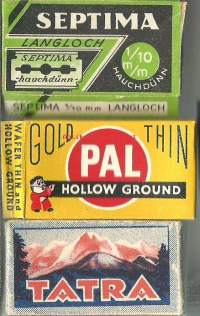 SEPTIMA
LANGLOCH
SEPTIMA
hauchdünn
1/10
m/m
HAUCHDÜNN
SEPTIMA 1/10 mm LANGLOCH
WAFER THIN and
HOLLOW GROUND
GOLD THIN
PAL
HOLLOW GROUND
TATRA